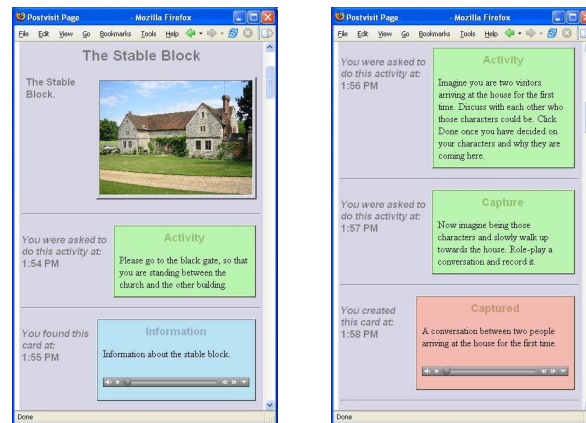 Postvisit Page - Mozilla Firefox
File Edit View Go Bookmarks Tools Help
The Stable Block
The Stable
Block.
You were asked to
do this activity at:
1:54 PM
Activity
Please go to the black gate, so that
you are standing between the
church and the other building.
You found this
card at:
1:55 PM
Information
Information about the stable block.
Done
Postvisit Page - Mozilla Firefox
File Edit View Go Bookmarks Tools Help
You were asked to
do this activity at:
1:56 PM
Activity
Imagine you are two visitors
arriving at the house for the first
time. Discuss with each other who
those characters could be. Click
Done once you have decided on
your characters and why they are
coming here.
You were asked to
do this activity at:
1:57 PM
Capture
Now imagine being those
characters and slowly walk up
towards the house. Role-play a
conversation and record it.
You created
this card at:
1:58 PM
Captured
A conversation between two people
arriving at the house for the first time.
Done